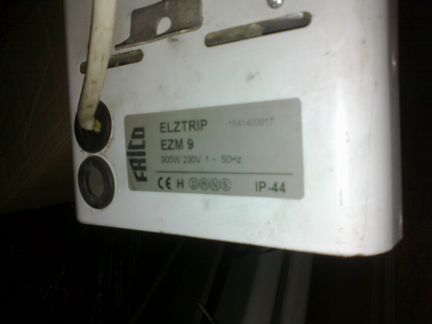 FRICO
ELZTRIP
EZM 9
900W 230V 1 ~ 50Hz
CE H D N S
IP-44